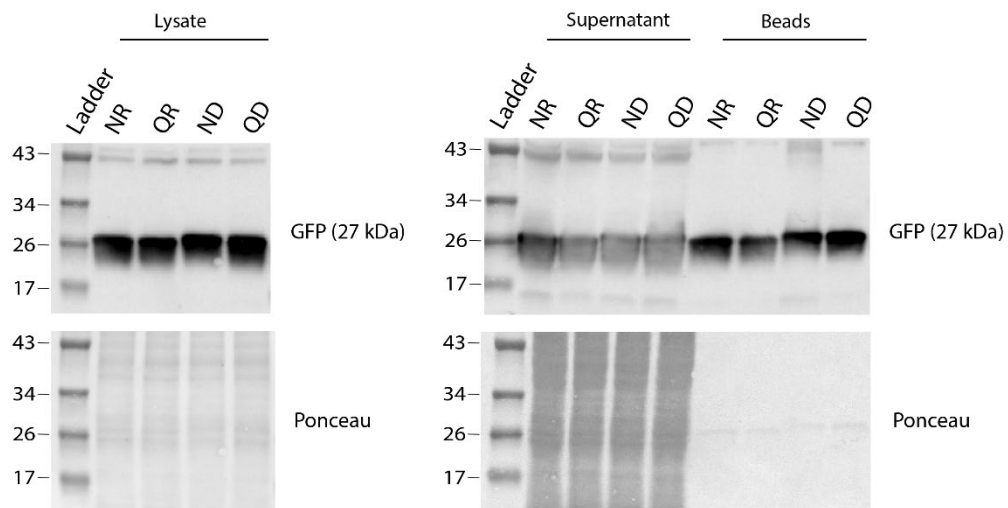 Lysate
Ladder NR QR ND QD
43
34
26
17
GFP (27 kDa)
43
34
26
17
Ponceau
Supernatant Beads
Ladder NR QR ND QD NR QR ND QD
43
34
26
17
GFP (27 kDa)
43
34
26
17
Ponceau